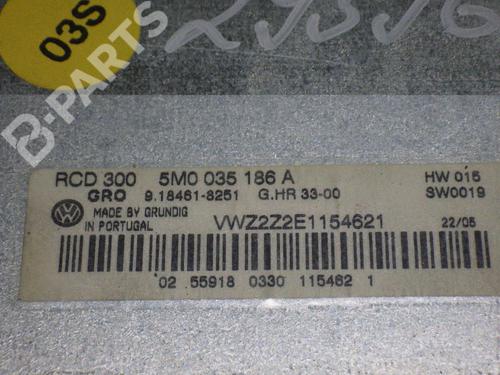 03S
B-PARTS
RCD 300 5M0 035 186 A HW 015
GRO 9.18461-8251 G.HR 33-00 SW0019
MADE BY GRUNDIG
IN PORTUGAL VWZ2Z2E1154621 22/05
02 55918 0330 115462 1